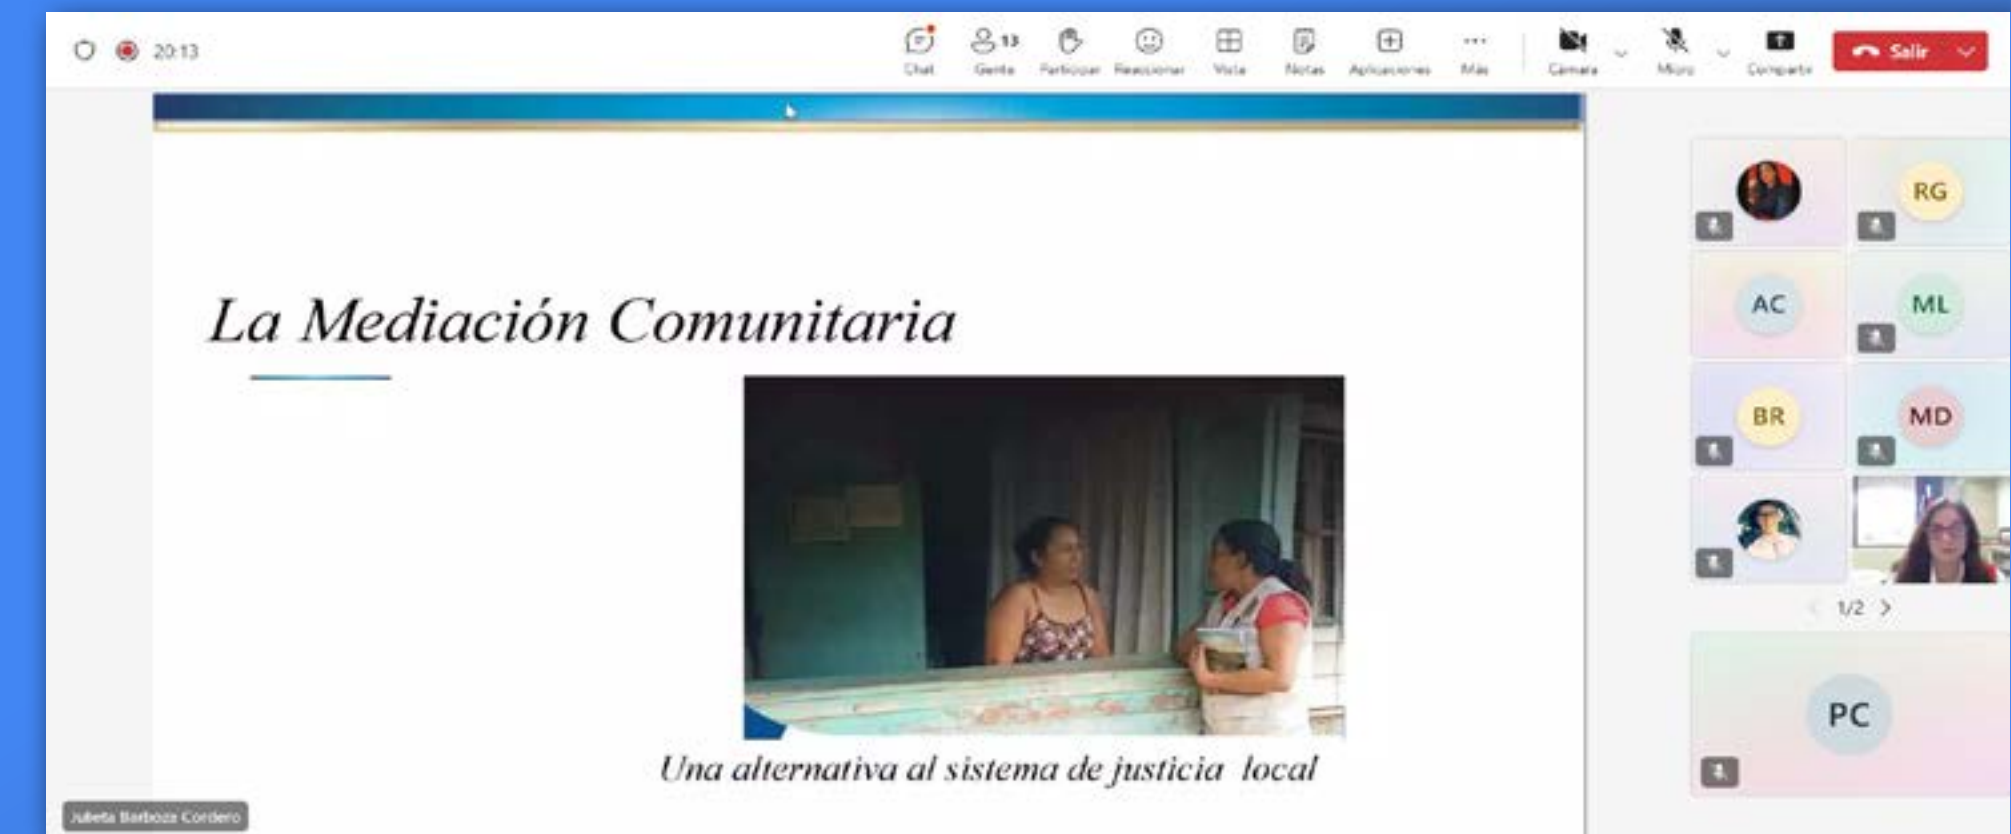 20:13
13
Chat Gente Participar Reaccionar Vista Notas Aplicaciones Más Cámara Micro Compartir Salir
RG
AC ML
La Mediación Comunitaria
BR MD
1/2
PC
Una alternativa al sistema de justicia local
Julieta Barboza Cordero